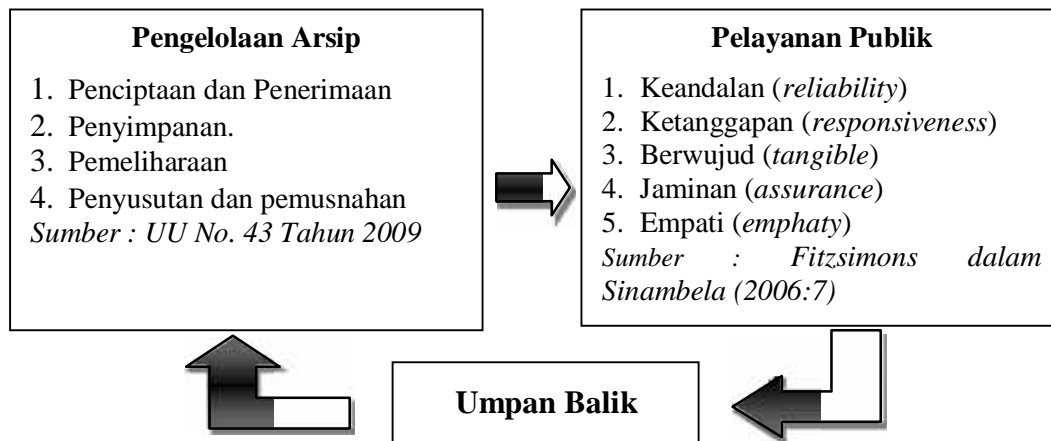 Pengelolaan Arsip
1. Penciptaan dan Penerimaan
2. Penyimpanan.
3. Pemeliharaan
4. Penyusutan dan pemusnahan
Sumber : UU No. 43 Tahun 2009
Pelayanan Publik
1. Keandalan (reliability)
2. Ketanggapan (responsiveness)
3. Berwujud (tangible)
4. Jaminan (assurance)
5. Empati (emphaty)
Sumber : Fitzsimons dalam
Sinambela (2006:7)
Umpan Balik